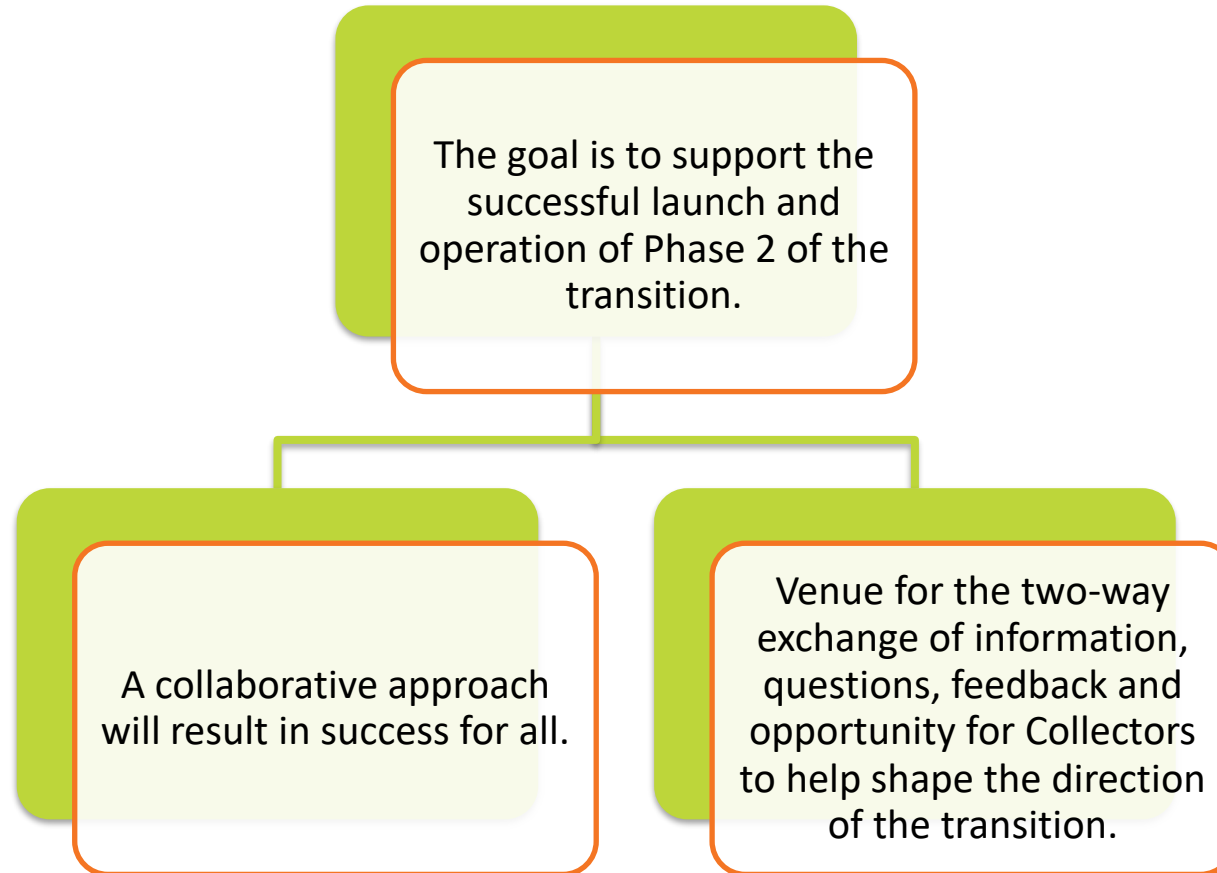 The goal is to support the
successful launch and
operation of Phase 2 of the
transition.
A collaborative approach
will result in success for all.
Venue for the two-way
exchange of information,
questions, feedback and
opportunity for Collectors
to help shape the direction
of the transition.